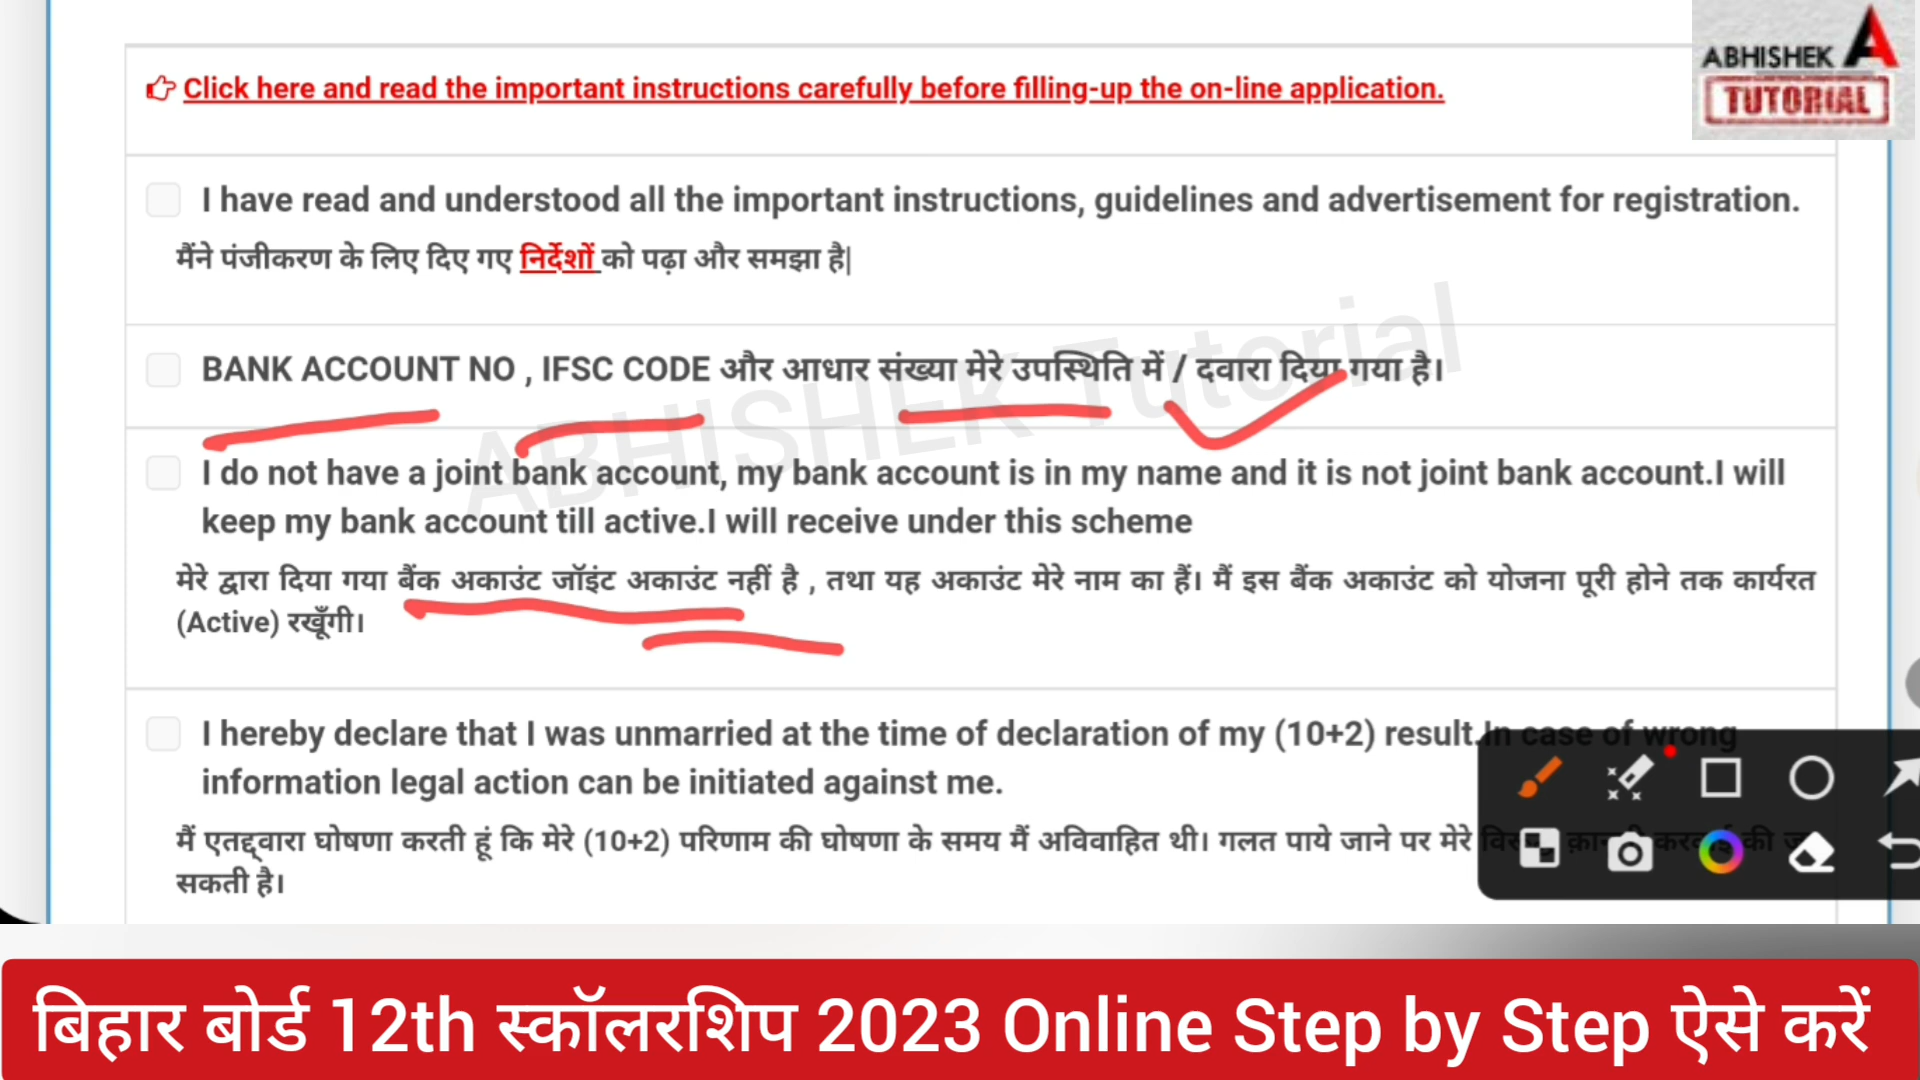 ABHISHEK A
TUTORIAL
Click here and read the important instructions carefully before filling-up the on-line application.
I have read and understood all the important instructions, guidelines and advertisement for registration.
मैंने पंजीकरण के लिए दिए गए निर्देशों को पढ़ा और समझा है|
BANK ACCOUNT NO , IFSC CODE और आधार संख्या मेरे उपस्थिति में / दवारा दिया गया है।
ABHISHEK Tutorial
I do not have a joint bank account, my bank account is in my name and it is not joint bank account.I will
keep my bank account till active.I will receive under this scheme
मेरे द्वारा दिया गया बैंक अकाउंट जॉइंट अकाउंट नहीं है , तथा यह अकाउंट मेरे नाम का हैं। मैं इस बैंक अकाउंट को योजना पूरी होने तक कार्यरत
(Active) रखूँगी।
I hereby declare that I was unmarried at the time of declaration of my (10+2) result.In case of wrong
information legal action can be initiated against me.
मैं एतद्द्वारा घोषणा करती हूं कि मेरे (10+2) परिणाम की घोषणा के समय मैं अविवाहित थी। गलत पाये जाने पर मेरे की
सकती है।
बिहार बोर्ड 12th स्कॉलरशिप 2023 Online Step by Step ऐसे करें